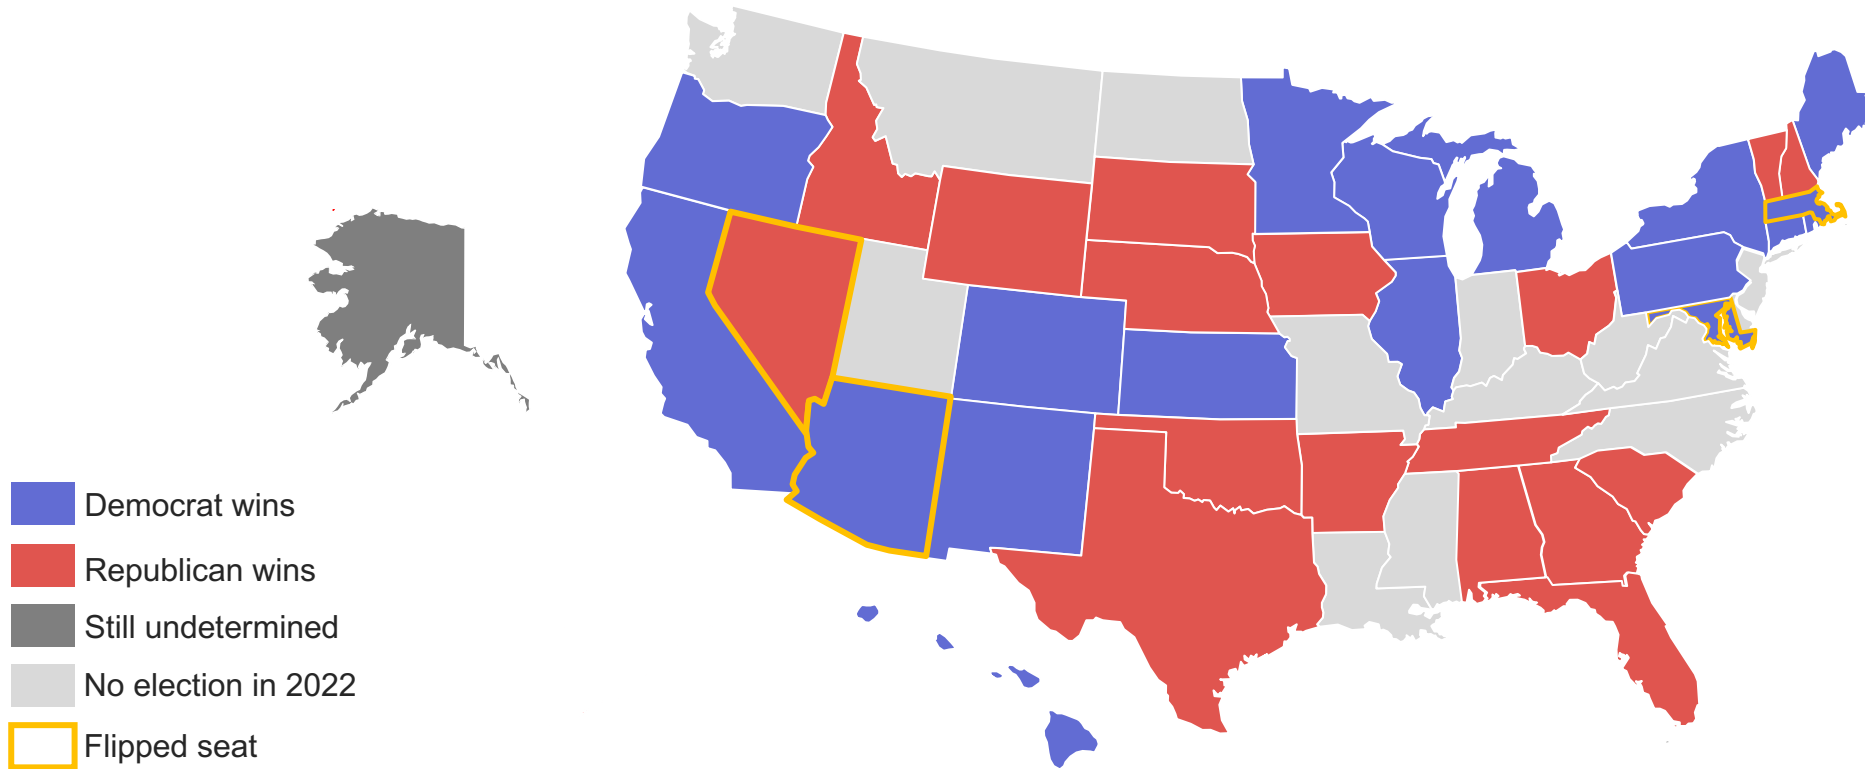 Democrat wins
Republican wins
Still undetermined
No election in 2022
Flipped seat